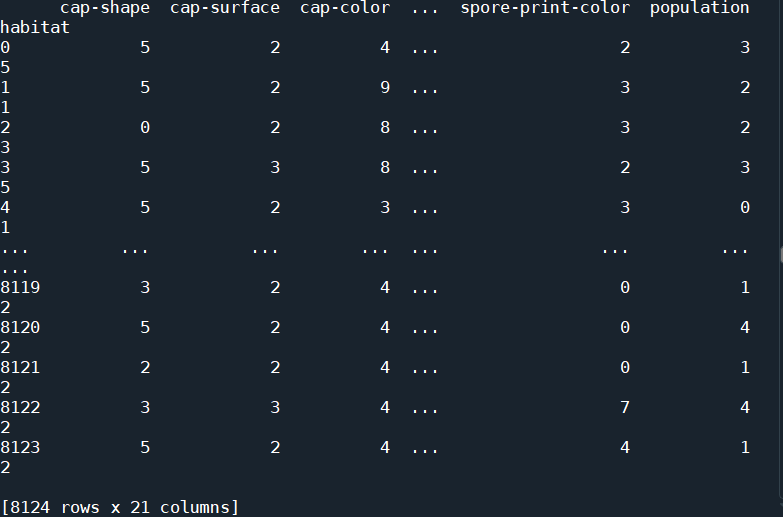 cap-shape cap-surface cap-color ... spore-print-color population
habitat
0 5 2 4 ... 2 3
5
1 5 2 9 ... 3 2
1
2 0 2 8 ... 3 2
3
3 5 3 8 ... 2 3
5
4 5 2 3 ... 3 0
1
... ... ... ... ... ... ...
...
8119 3 2 4 ... 0 1
2
8120 5 2 4 ... 0 4
2
8121 2 2 4 ... 0 1
2
8122 3 3 4 ... 7 4
2
8123 5 2 4 ... 4 1
2
[8124 rows x 21 columns]